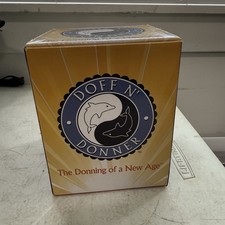 DOFF N'
DONNER
The Donning of a New Age